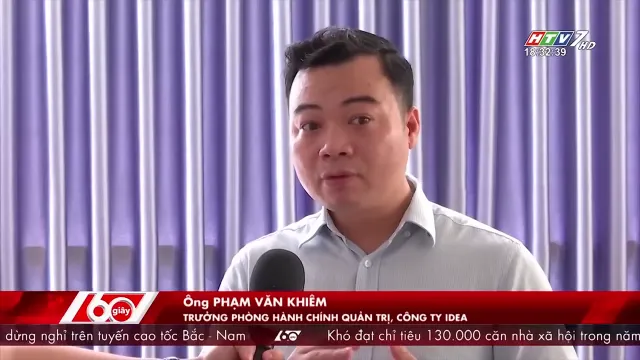 HTV7 HD
18:32:39
60 giây
Ông PHẠM VĂN KHIÊM
TRƯỞNG PHÒNG HÀNH CHÍNH QUẢN TRỊ, CÔNG TY IDEA
dừng nghỉ trên tuyến cao tốc Bắc - Nam 60 Khó đạt chỉ tiêu 130.000 căn nhà xã hội trong năm